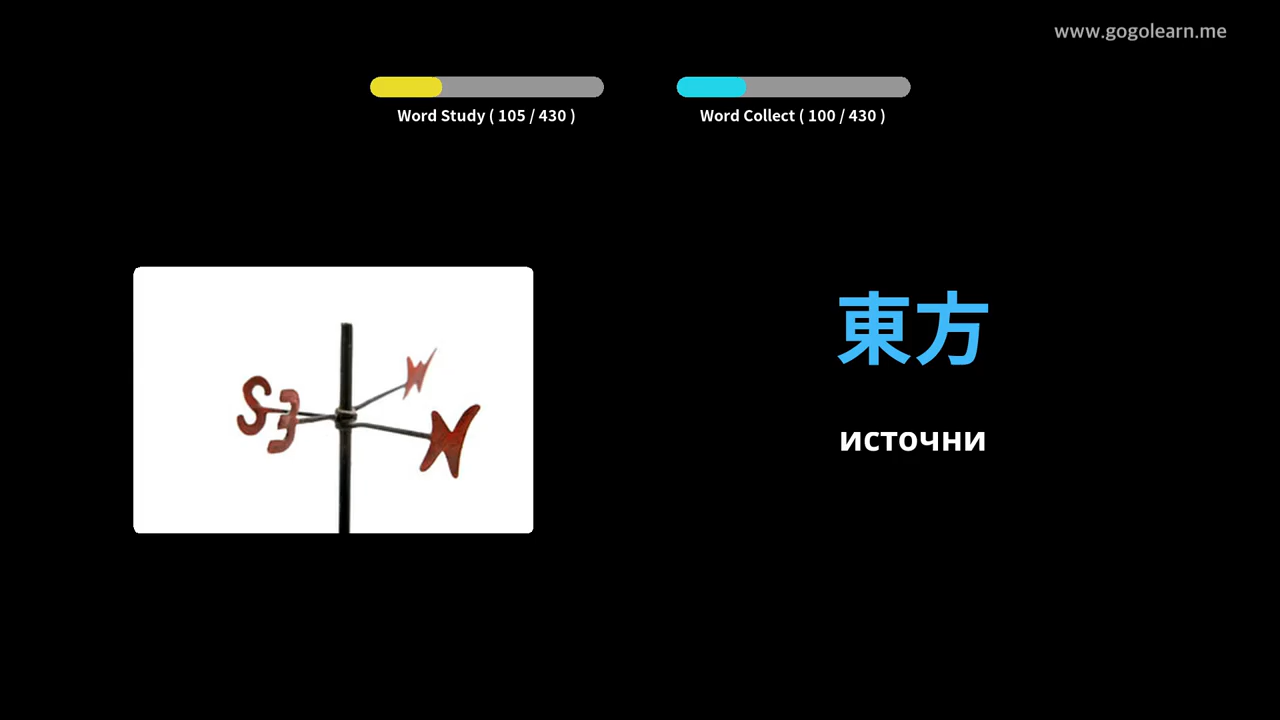 www.gogolearn.me
Word Study ( 105 / 430 )
Word Collect ( 100 / 430 )
S E N W
東方
источни